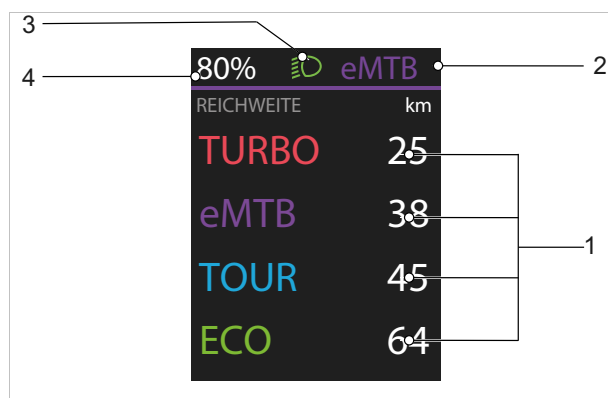 3
4
80% eMTB
2
REICHWEITE km
TURBO 25
eMTB 38
1
TOUR 45
ECO 64